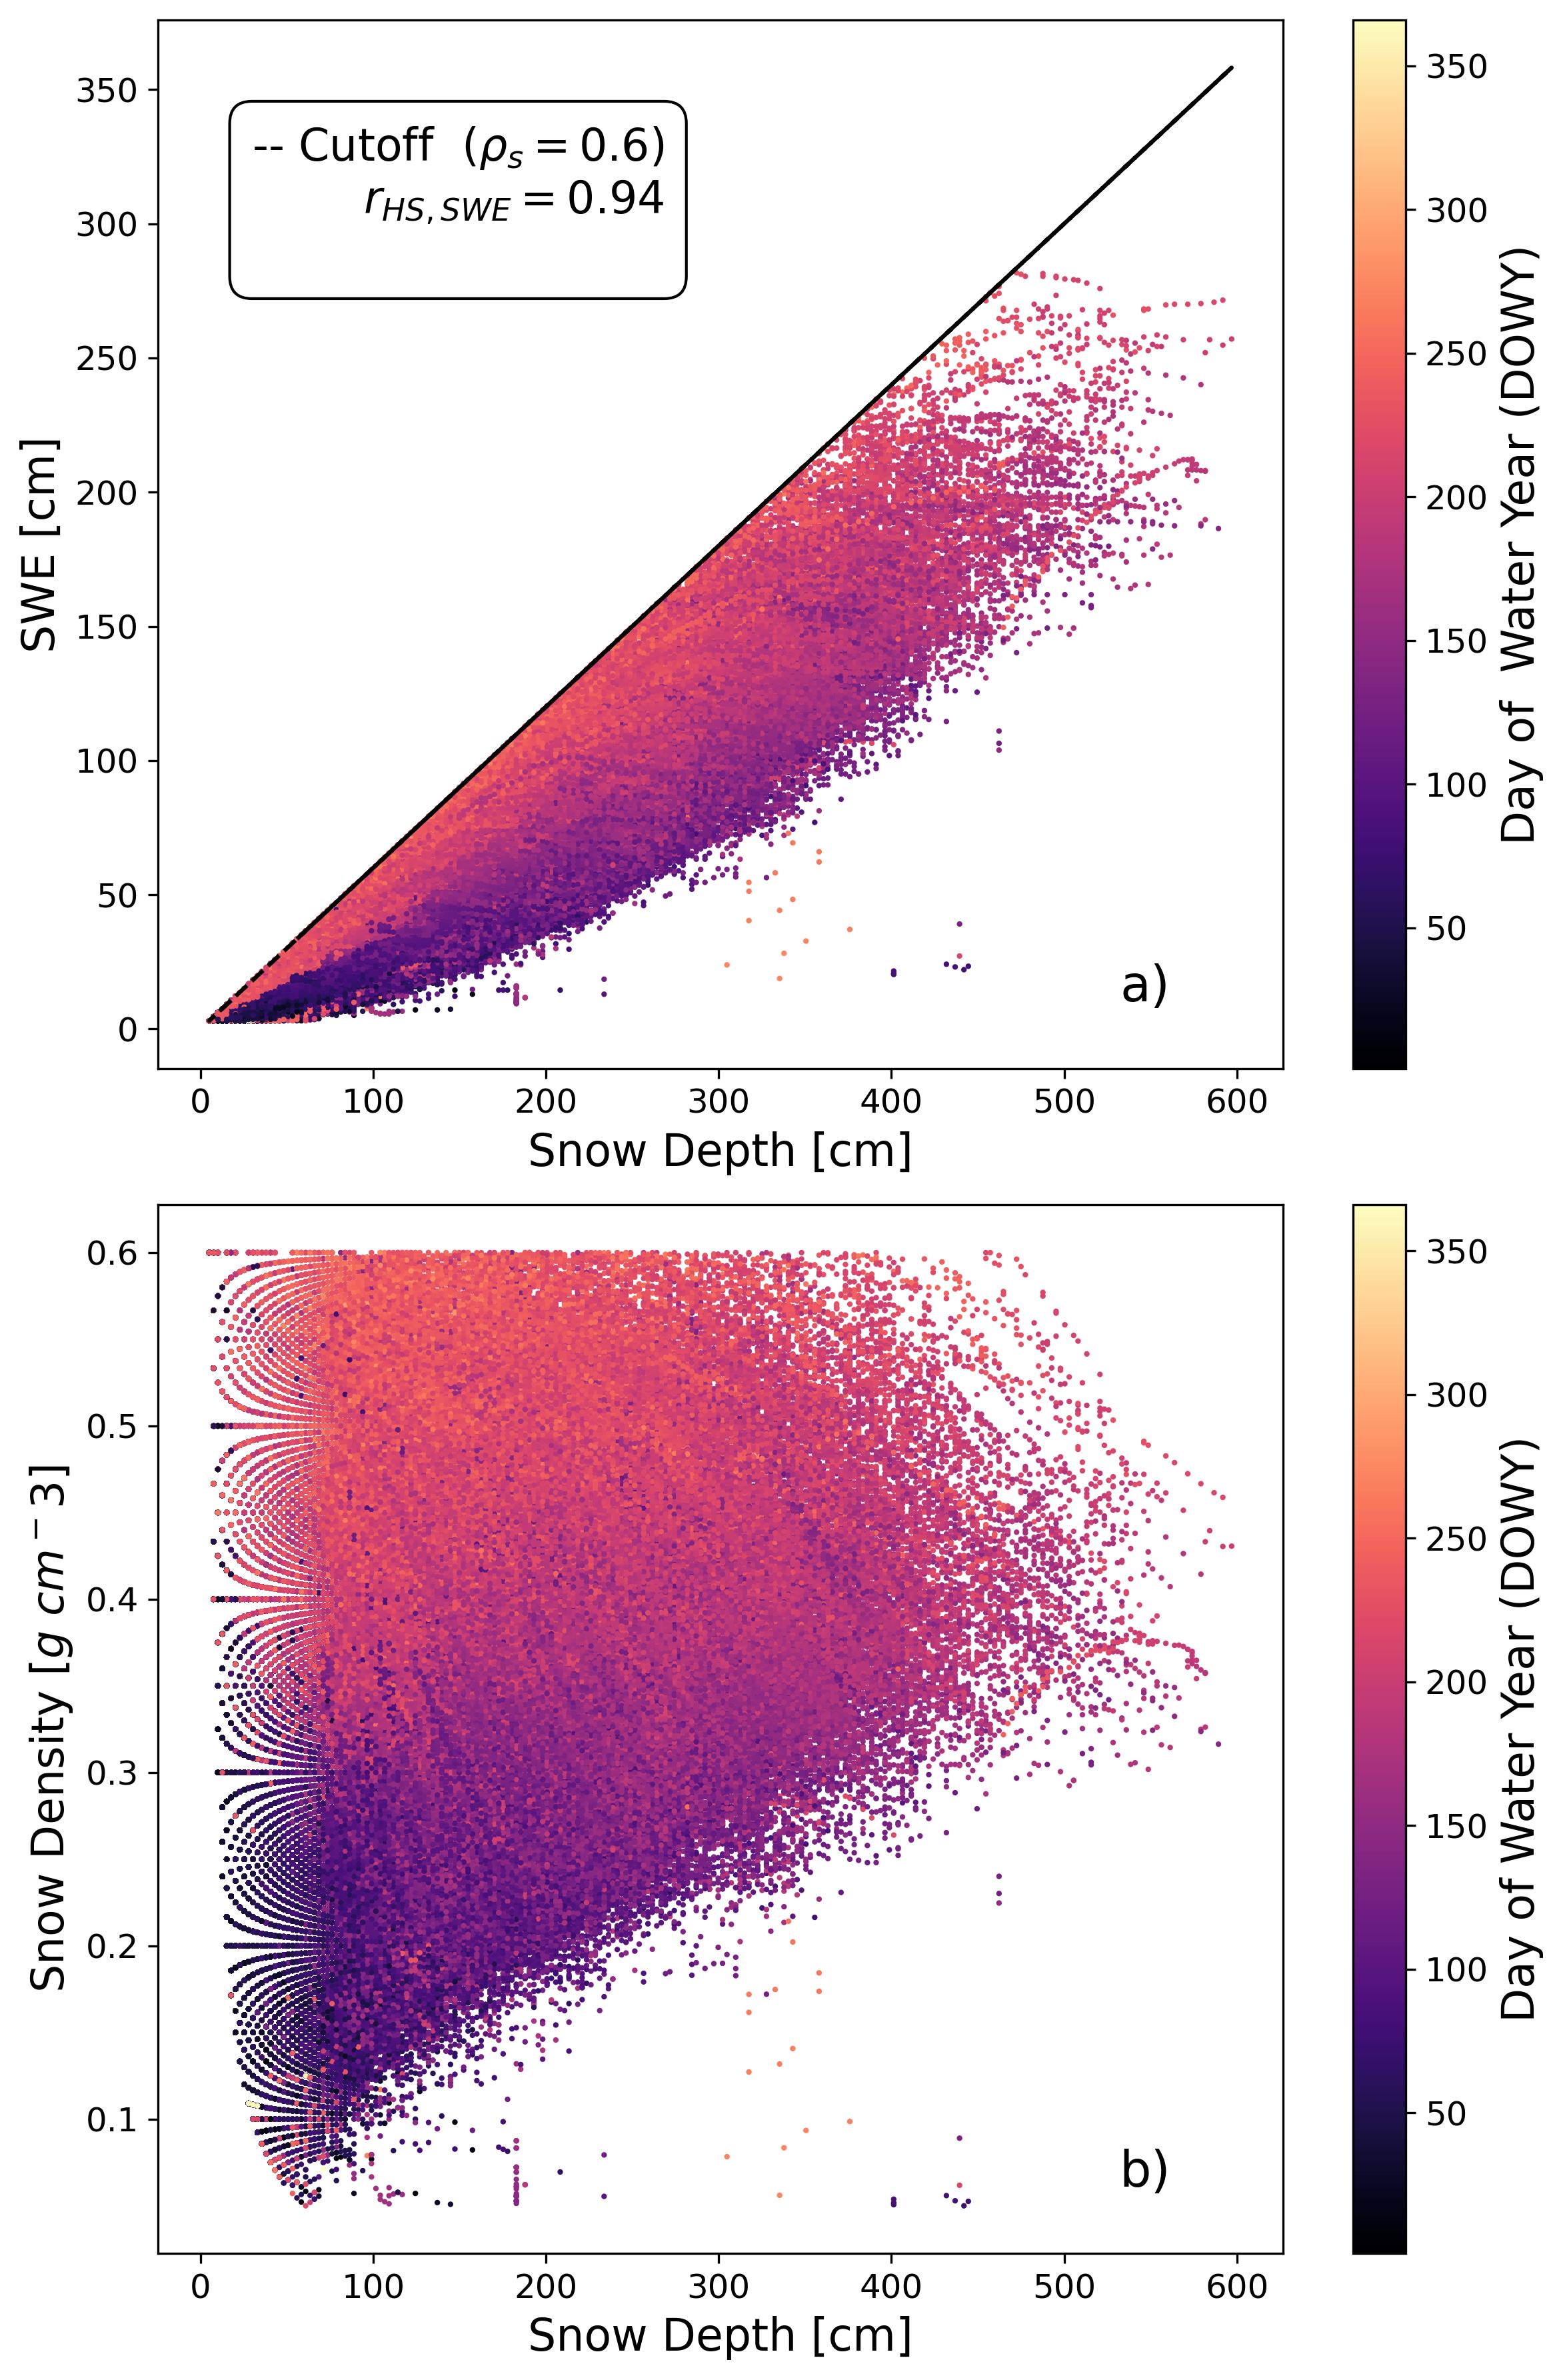 350
300
250
200
150
100
50
0
SWE [cm]
-- Cutoff (ρₛ = 0.6)
r_{HS, SWE} = 0.94
a)
0 100 200 300 400 500 600
Snow Depth [cm]
350
300
250
200
150
100
50
Day of Water Year (DOWY)
0.6
0.5
0.4
0.3
0.2
0.1
Snow Density [g cm − 3]
b)
0 100 200 300 400 500 600
Snow Depth [cm]
350
300
250
200
150
100
50
Day of Water Year (DOWY)